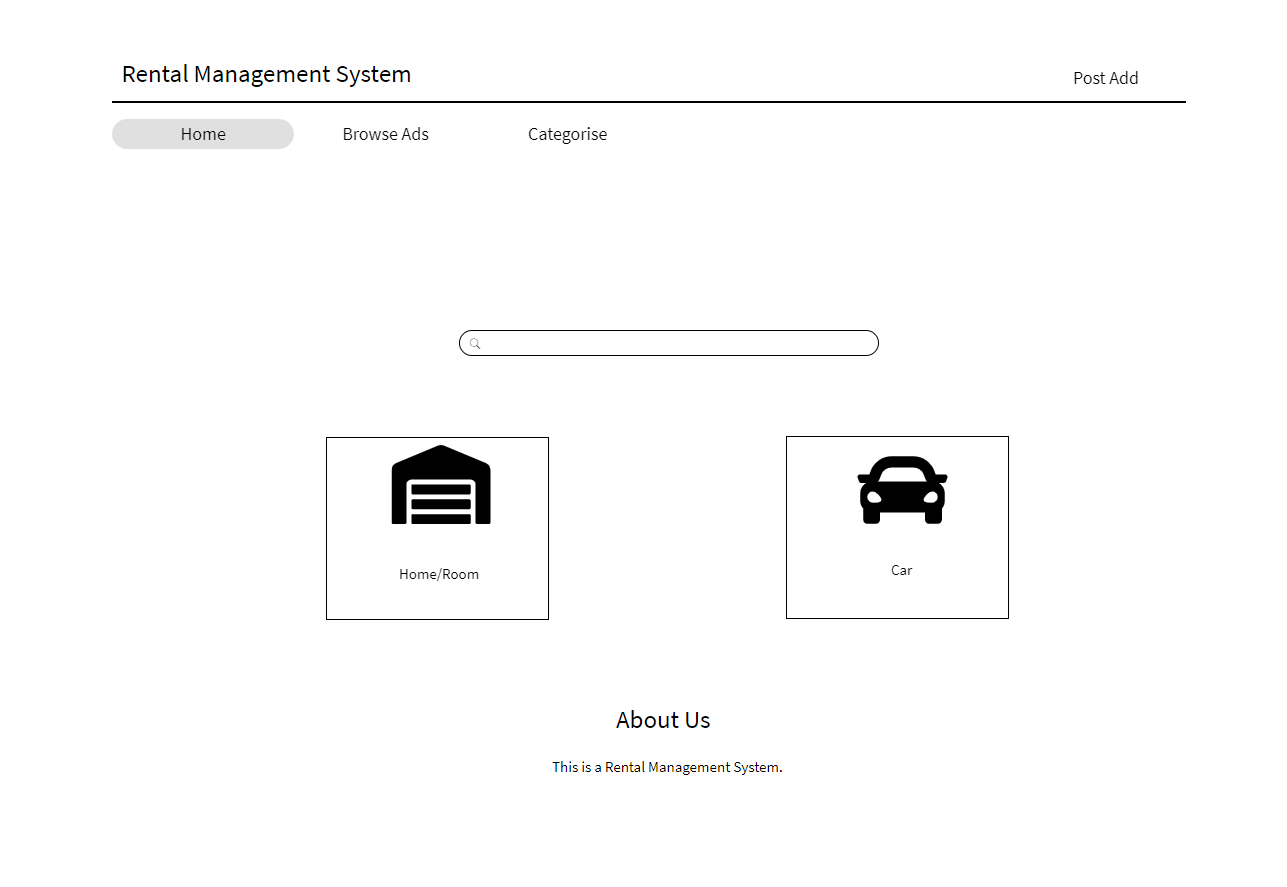 Rental Management System
Post Add
Home
Browse Ads
Categorise
Home/Room
Car
About Us
This is a Rental Management System.